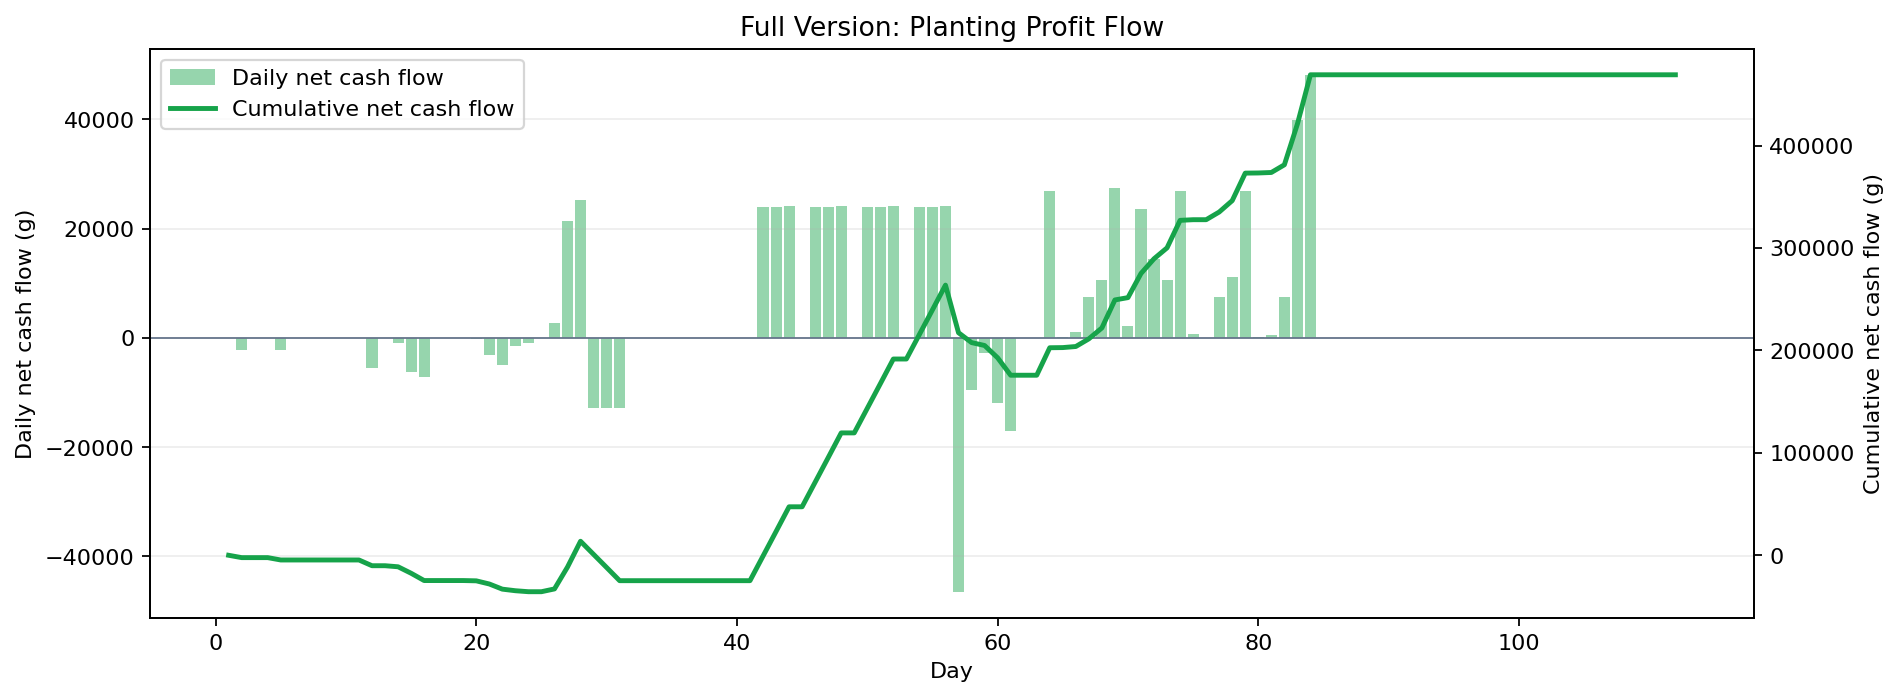 Full Version: Planting Profit Flow
Daily net cash flow
Cumulative net cash flow
Daily net cash flow (g)
40000
20000
0
−20000
−40000
400000
300000
200000
100000
0
Cumulative net cash flow (g)
0 20 40 60 80 100
Day